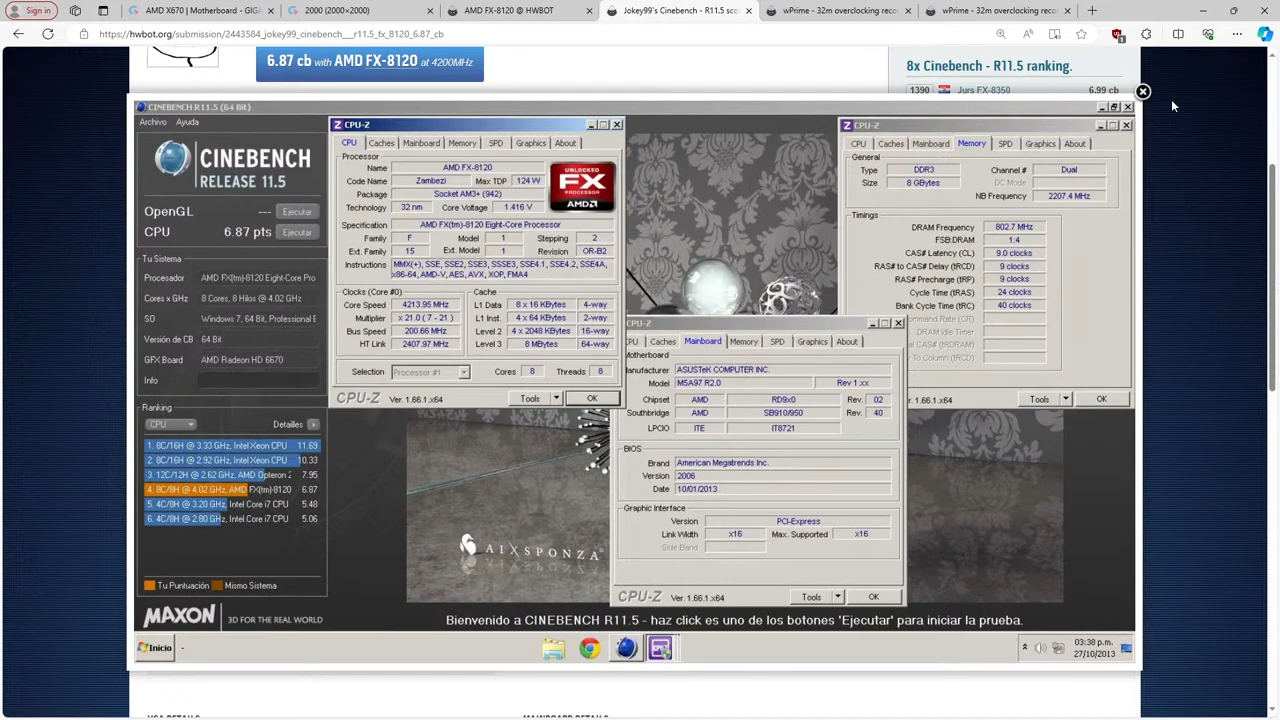 Sign in
AMD X670 | Motherboard - GIGA
2000 (2000×2000)
AMD FX-8120 @ HWBOT
Jokey99's Cinebench - R11.5 sco
wPrime - 32m overclocking reco
wPrime - 32m overclocking reco
https://hwbot.org/submission/2443584_jokey99_cinebench__r11.5_fx_8120_6.87_cb
6.87 cb with AMD FX-8120 at 4200MHz
8x Cinebench - R11.5 ranking.
1390 Jurs FX-8350 6.99 cb
CINEBENCH R11.5 (64 Bit)
Archivo Ayuda
CINEBENCH
RELEASE 11.5
OpenGL --- Ejecutar
CPU 6.87 pts Ejecutar
Tu Sistema
Procesador AMD FX(tm)-8120 Eight-Core Pro
Cores x GHz 8 Cores, 8 Hilos @ 4.02 GHz
SO Windows 7, 64 Bit, Professional E
Versión de CB 64 Bit
GFX Board AMD Radeon HD 6670
Info
Ranking
CPU Detalles
1. 8C/16H @ 3.33 GHz, Intel Xeon CPU 11.69
2. 8C/16H @ 2.92 GHz, Intel Xeon CPU 10.33
3. 12C/12H @ 2.62 GHz, AMD Opteron 7.95
4. 8C/8H @ 4.02 GHz, AMD FX(tm)-8120 6.87
5. 4C/8H @ 3.20 GHz, Intel Core i7 CPU 5.48
6. 4C/8H @ 2.80 GHz, Intel Core i7 CPU 5.06
Tu Puntuación Mismo Sistema
MAXON 3D FOR THE REAL WORLD
CPU-Z
CPU Caches Mainboard Memory SPD Graphics About
Processor
Name AMD FX-8120
Code Name Zambezi Max TDP 124 W
Package Socket AM3+ (942)
Technology 32 nm Core Voltage 1.416 V
UNLOCKED
FX
PROCESSOR
AMD
Specification AMD FX(tm)-8120 Eight-Core Processor
Family F Model 1 Stepping 2
Ext. Family 15 Ext. Model 1 Revision OR-B2
Instructions MMX(+), SSE, SSE2, SSE3, SSSE3, SSE4.1, SSE4.2, SSE4A,
x86-64, AMD-V, AES, AVX, XOP, FMA4
Clocks (Core #0)
Core Speed 4213.95 MHz
Multiplier x 21.0 ( 7 - 21 )
Bus Speed 200.66 MHz
HT Link 2407.97 MHz
Cache
L1 Data 8 x 16 KBytes 4-way
L1 Inst. 4 x 64 KBytes 2-way
Level 2 4 x 2048 KBytes 16-way
Level 3 8 MBytes 64-way
Selection Processor #1 Cores 8 Threads 8
CPU-Z Ver. 1.66.1.x64 Tools OK
CPU-Z
CPU Caches Mainboard Memory SPD Graphics About
General
Type DDR3 Channel # Dual
Size 8 GBytes DC Mode
NB Frequency 2207.4 MHz
Timings
DRAM Frequency 802.7 MHz
FSB:DRAM 1:4
CAS# Latency (CL) 9.0 clocks
RAS# to CAS# Delay (tRCD) 9 clocks
RAS# Precharge (tRP) 9 clocks
Cycle Time (tRAS) 24 clocks
Bank Cycle Time (tRC) 40 clocks
mmand Rate (CR)
DRAM Idle Timer
al CAS# (tRDRAM)
y To Column (tRCD)
.66.1.x64 Tools OK
CPU-Z
CPU Caches Mainboard Memory SPD Graphics About
Motherboard
anufacturer ASUSTeK COMPUTER INC.
Model M5A97 R2.0 Rev 1.xx
Chipset AMD RD9x0 Rev. 02
Southbridge AMD SB910/950 Rev. 40
LPCIO ITE IT8721
BIOS
Brand American Megatrends Inc.
Version 2006
Date 10/01/2013
Graphic Interface
Version PCI-Express
Link Width x16 Max. Supported x16
Side Band
CPU-Z Ver. 1.66.1.x64 Tools OK
AIXSPONZA
Bienvenido a CINEBENCH R11.5 - haz click es uno de los botones 'Ejecutar' para iniciar la prueba.
Inicio
03:38 p.m.
27/10/2013